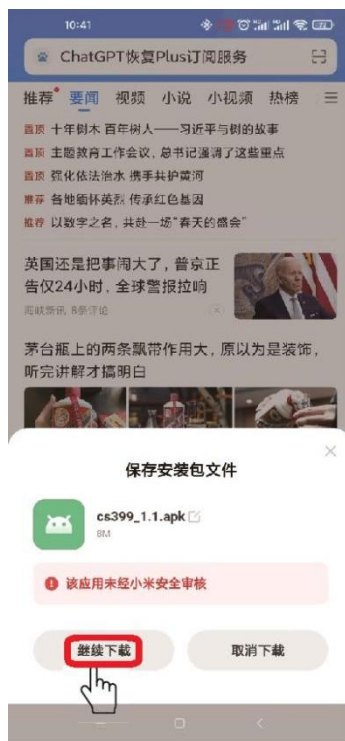 10:41
ChatGPT恢复Plus订阅服务
推荐 要闻 视频 小说 小视频 热榜
置顶 十年树木 百年树人——习近平与树的故事
置顶 主题教育工作会议，总书记强调了这些重点
置顶 强化依法治水 携手共护黄河
推荐 各地缅怀英烈 传承红色基因
推荐 以数字之名，共赴一场“春天的盛会”
英国还是把事闹大了，普京正
告仅24小时，全球警报拉响
海峡新讯 8条评论
茅台瓶上的两条飘带作用大，原以为是装饰，
听完讲解才搞明白
保存安装包文件
cs399_1.1.apk
8M
该应用未经小米安全审核
继续下载 取消下载